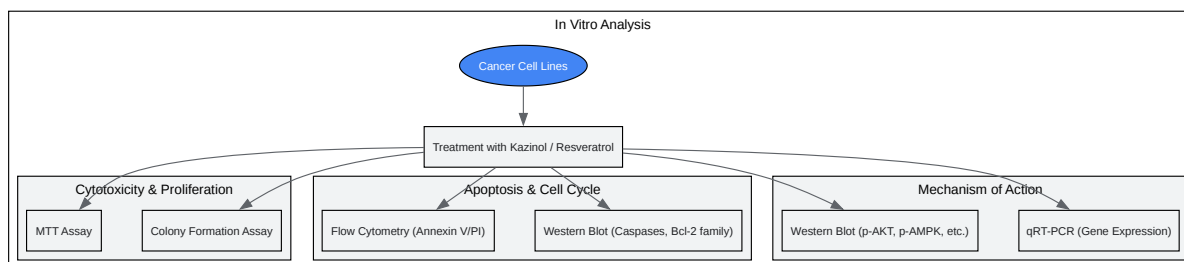 In Vitro Analysis
Cancer Cell Lines
Treatment with Kazinol / Resveratrol
Cytotoxicity & Proliferation
MTT Assay
Colony Formation Assay
Apoptosis & Cell Cycle
Flow Cytometry (Annexin V/PI)
Western Blot (Caspases, Bcl-2 family)
Mechanism of Action
Western Blot (p-AKT, p-AMPK, etc.)
qRT-PCR (Gene Expression)